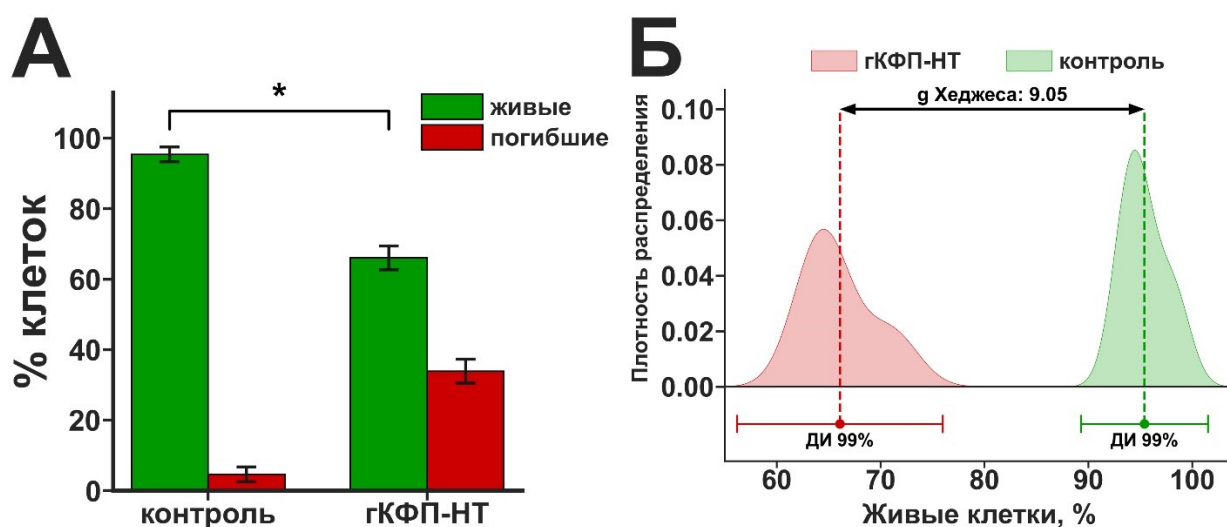 А
*
живые
погибшие
% клеток
100
80
60
40
20
0
контроль
гКФП-НТ
Б
гКФП-НТ
контроль
g Хеджеса: 9.05
Плотность распределения
0.10
0.08
0.06
0.04
0.02
0.00
ДИ 99%
ДИ 99%
60 70 80 90 100
Живые клетки, %